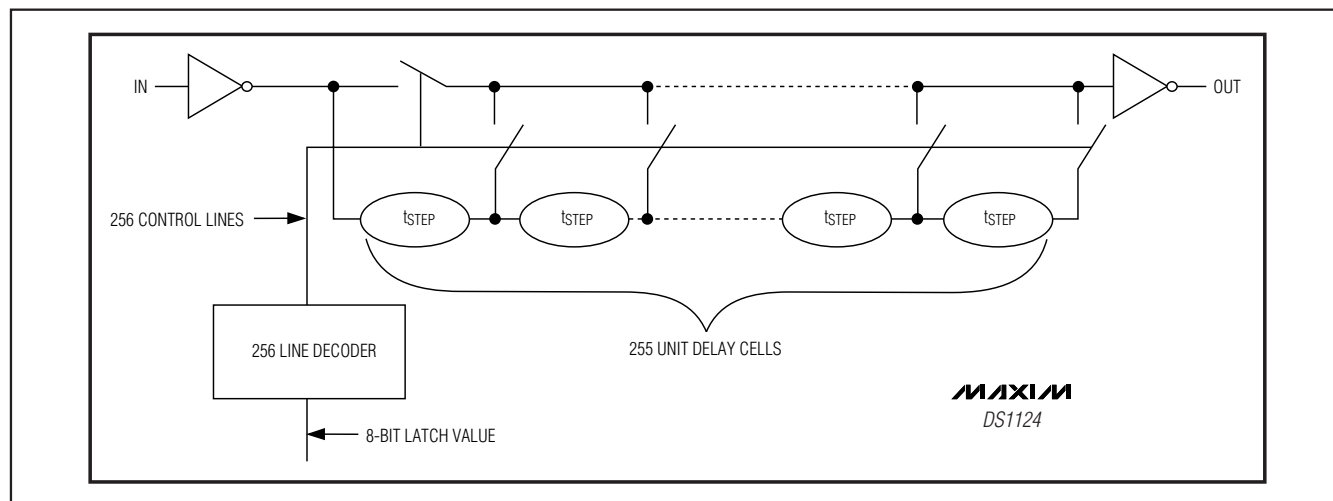 IN
OUT
tSTEP
tSTEP
tSTEP
tSTEP
256 CONTROL LINES
256 LINE DECODER
255 UNIT DELAY CELLS
MAXIM
DS1124
8-BIT LATCH VALUE